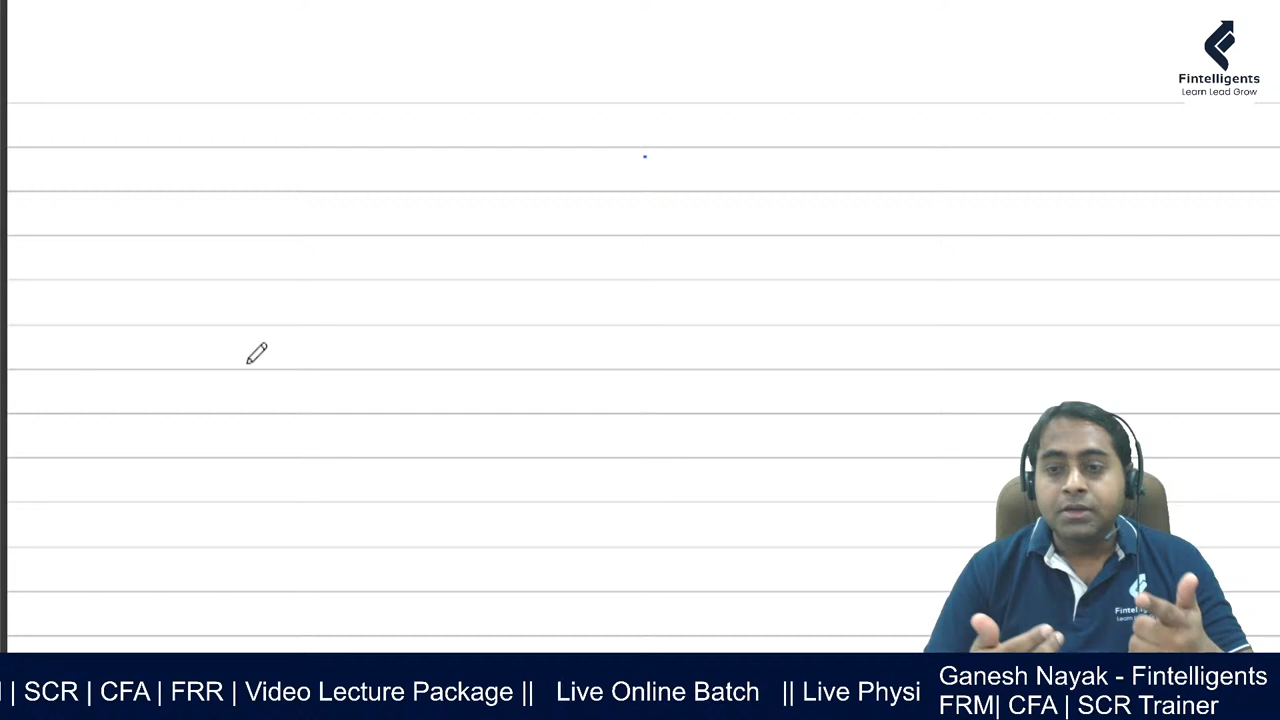 Fintelligents
Learn Lead Grow
| SCR | CFA | FRR | Video Lecture Package || Live Online Batch || Live Physi
Ganesh Nayak - Fintelligents
FRM| CFA | SCR Trainer